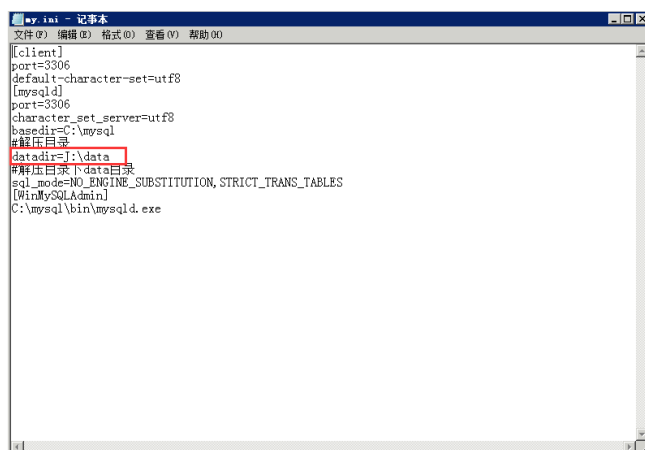 my.ini - 记事本
文件(F) 编辑(E) 格式(O) 查看(V) 帮助(H)
[client]
port=3306
default-character-set=utf8
[mysqld]
port=3306
character_set_server=utf8
basedir=C:\mysql
#解压目录
datadir=J:\data
#解压目录下data目录
sql_mode=NO_ENGINE_SUBSTITUTION,STRICT_TRANS_TABLES
[WinMySQLAdmin]
C:\mysql\bin\mysqld.exe